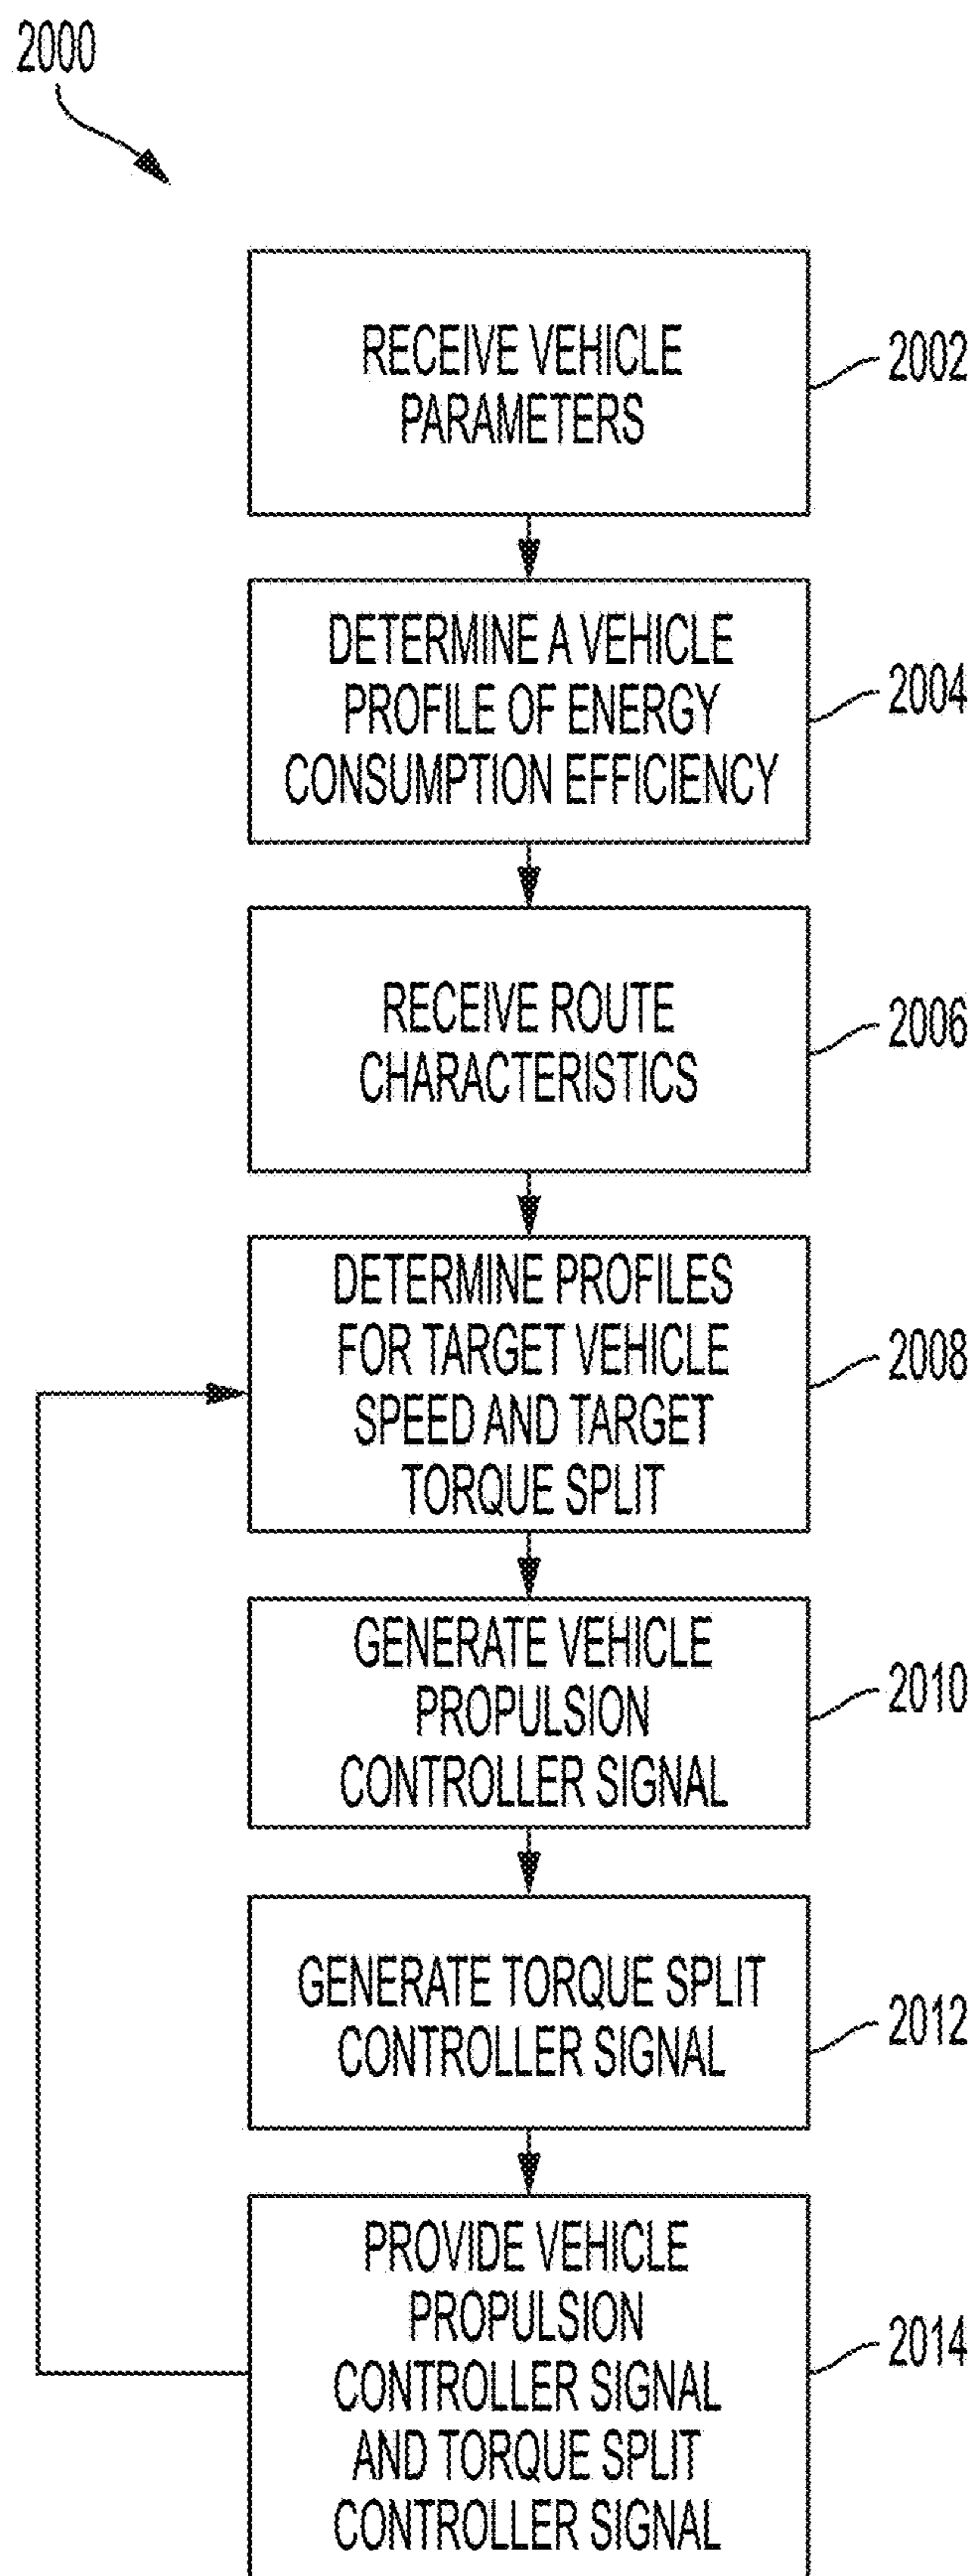 2000
RECEIVE VEHICLE
PARAMETERS
2002
DETERMINE A VEHICLE
PROFILE OF ENERGY
CONSUMPTION EFFICIENCY
2004
RECEIVE ROUTE
CHARACTERISTICS
2006
DETERMINE PROFILES
FOR TARGET VEHICLE
SPEED AND TARGET
TORQUE SPLIT
2008
GENERATE VEHICLE
PROPULSION
CONTROLLER SIGNAL
2010
GENERATE TORQUE SPLIT
CONTROLLER SIGNAL
2012
PROVIDE VEHICLE
PROPULSION
CONTROLLER SIGNAL
AND TORQUE SPLIT
CONTROLLER SIGNAL
2014